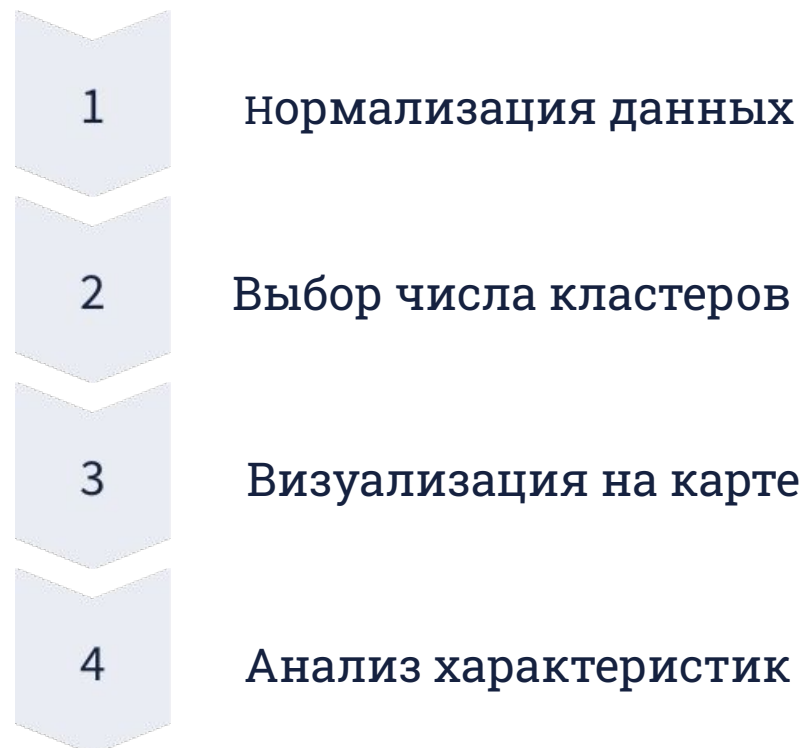 1 Нормализация данных
2 Выбор числа кластеров
3 Визуализация на карте
4 Анализ характеристик